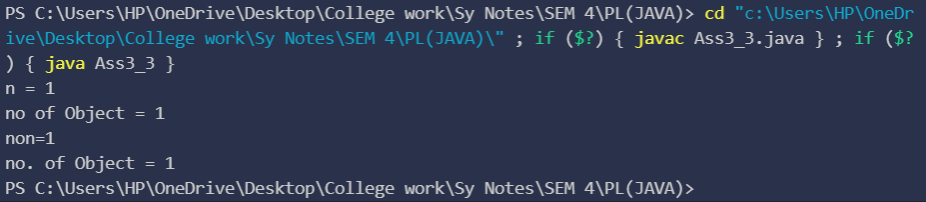 PS C:\Users\HP\OneDrive\Desktop\College work\Sy Notes\SEM 4\PL(JAVA)> cd "c:\Users\HP\OneDr
ive\Desktop\College work\Sy Notes\SEM 4\PL(JAVA)\" ; if ($?) { javac Ass3_3.java } ; if ($?
) { java Ass3_3 }
n = 1
no of Object = 1
non=1
no. of Object = 1
PS C:\Users\HP\OneDrive\Desktop\College work\Sy Notes\SEM 4\PL(JAVA)>